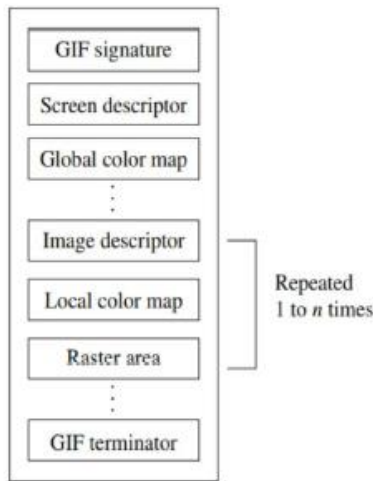 GIF signature
Screen descriptor
Global color map
Image descriptor
Local color map
Repeated
1 to n times
Raster area
GIF terminator